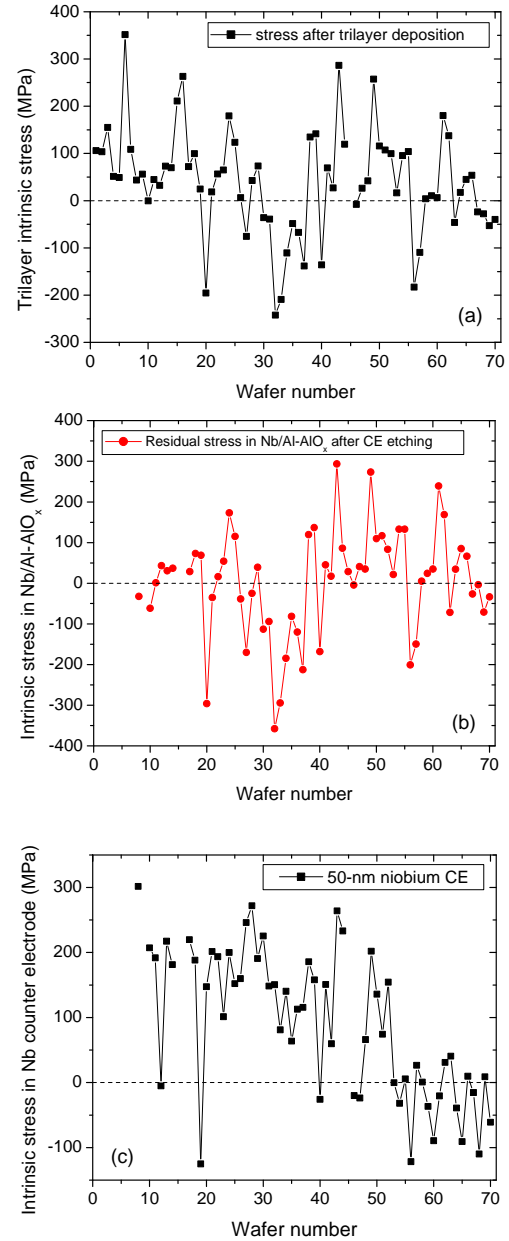 400
300
200
100
0
-100
-200
-300
Trilayer intrinsic stress (MPa)
stress after trilayer deposition
(a)
0 10 20 30 40 50 60 70
Wafer number
400
300
200
100
0
-100
-200
-300
-400
Intrinsic stress in Nb/Al-AlOx (MPa)
Residual stress in Nb/Al-AlOx after CE etching
(b)
0 10 20 30 40 50 60 70
Wafer number
300
200
100
0
-100
Intrinsic stress in Nb counter electrode (MPa)
50-nm niobium CE
(c)
0 10 20 30 40 50 60 70
Wafer number